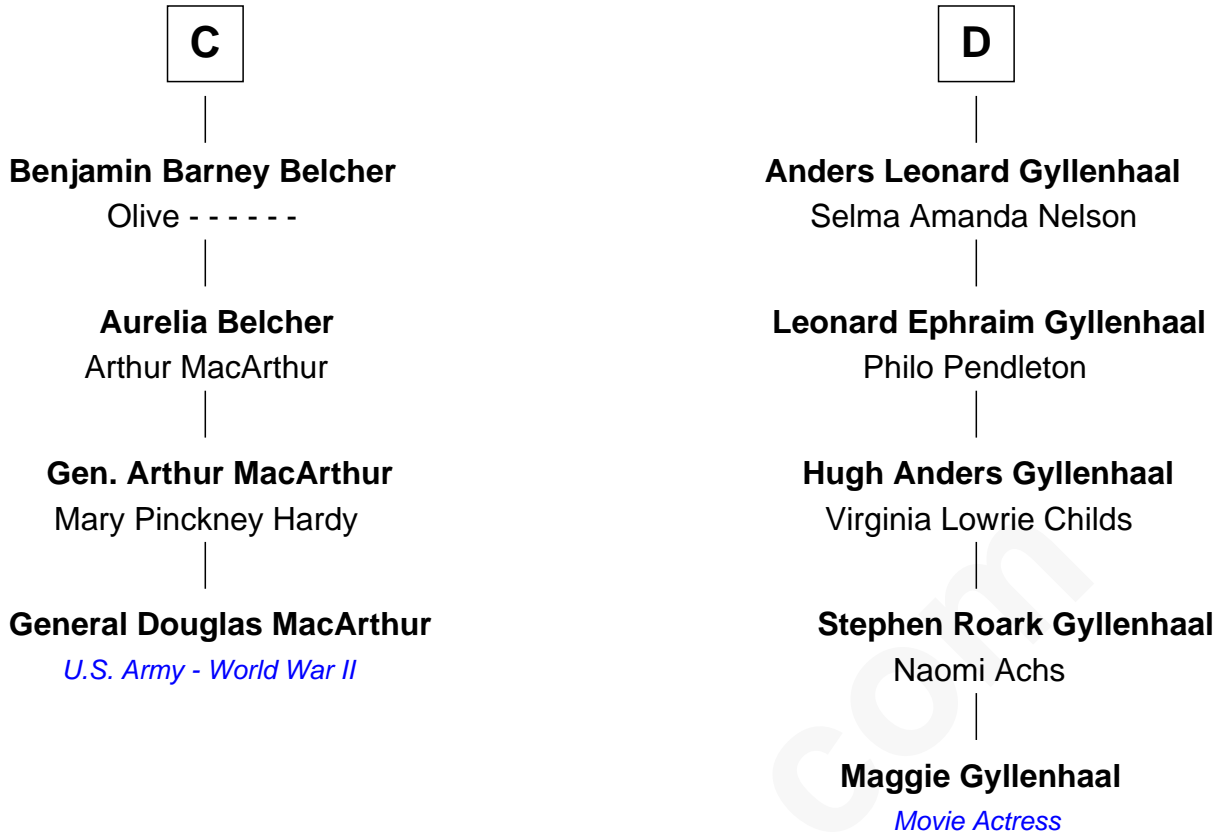 C
Benjamin Barney Belcher
Olive - - - - - -
Aurelia Belcher
Arthur MacArthur
Gen. Arthur MacArthur
Mary Pinckney Hardy
General Douglas MacArthur
U.S. Army - World War II
D
Anders Leonard Gyllenhaal
Selma Amanda Nelson
Leonard Ephraim Gyllenhaal
Philo Pendleton
Hugh Anders Gyllenhaal
Virginia Lowrie Childs
Stephen Roark Gyllenhaal
Naomi Achs
Maggie Gyllenhaal
Movie Actress
com